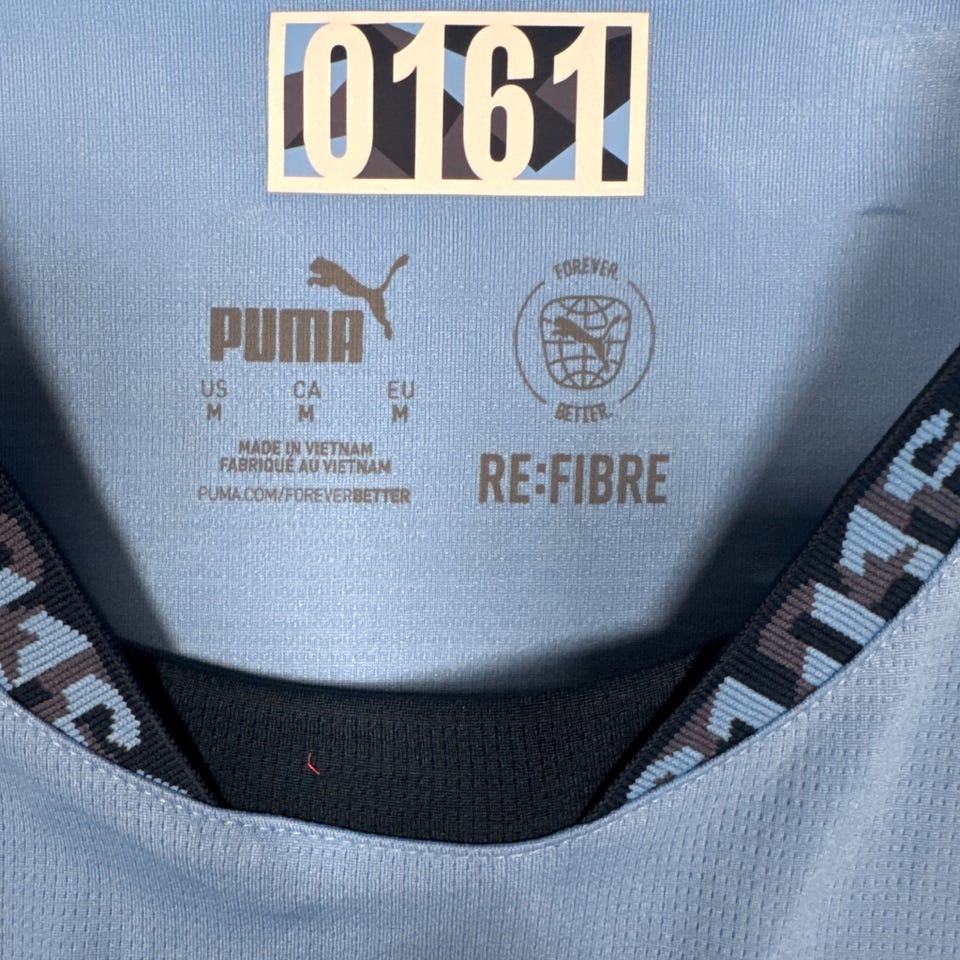 0161
PUMA
US CA EU
M M M
MADE IN VIETNAM
FABRIQUÉ AU VIETNAM
PUMA.COM/FOREVERBETTER
FOREVER.
BETTER.
RE:FIBRE